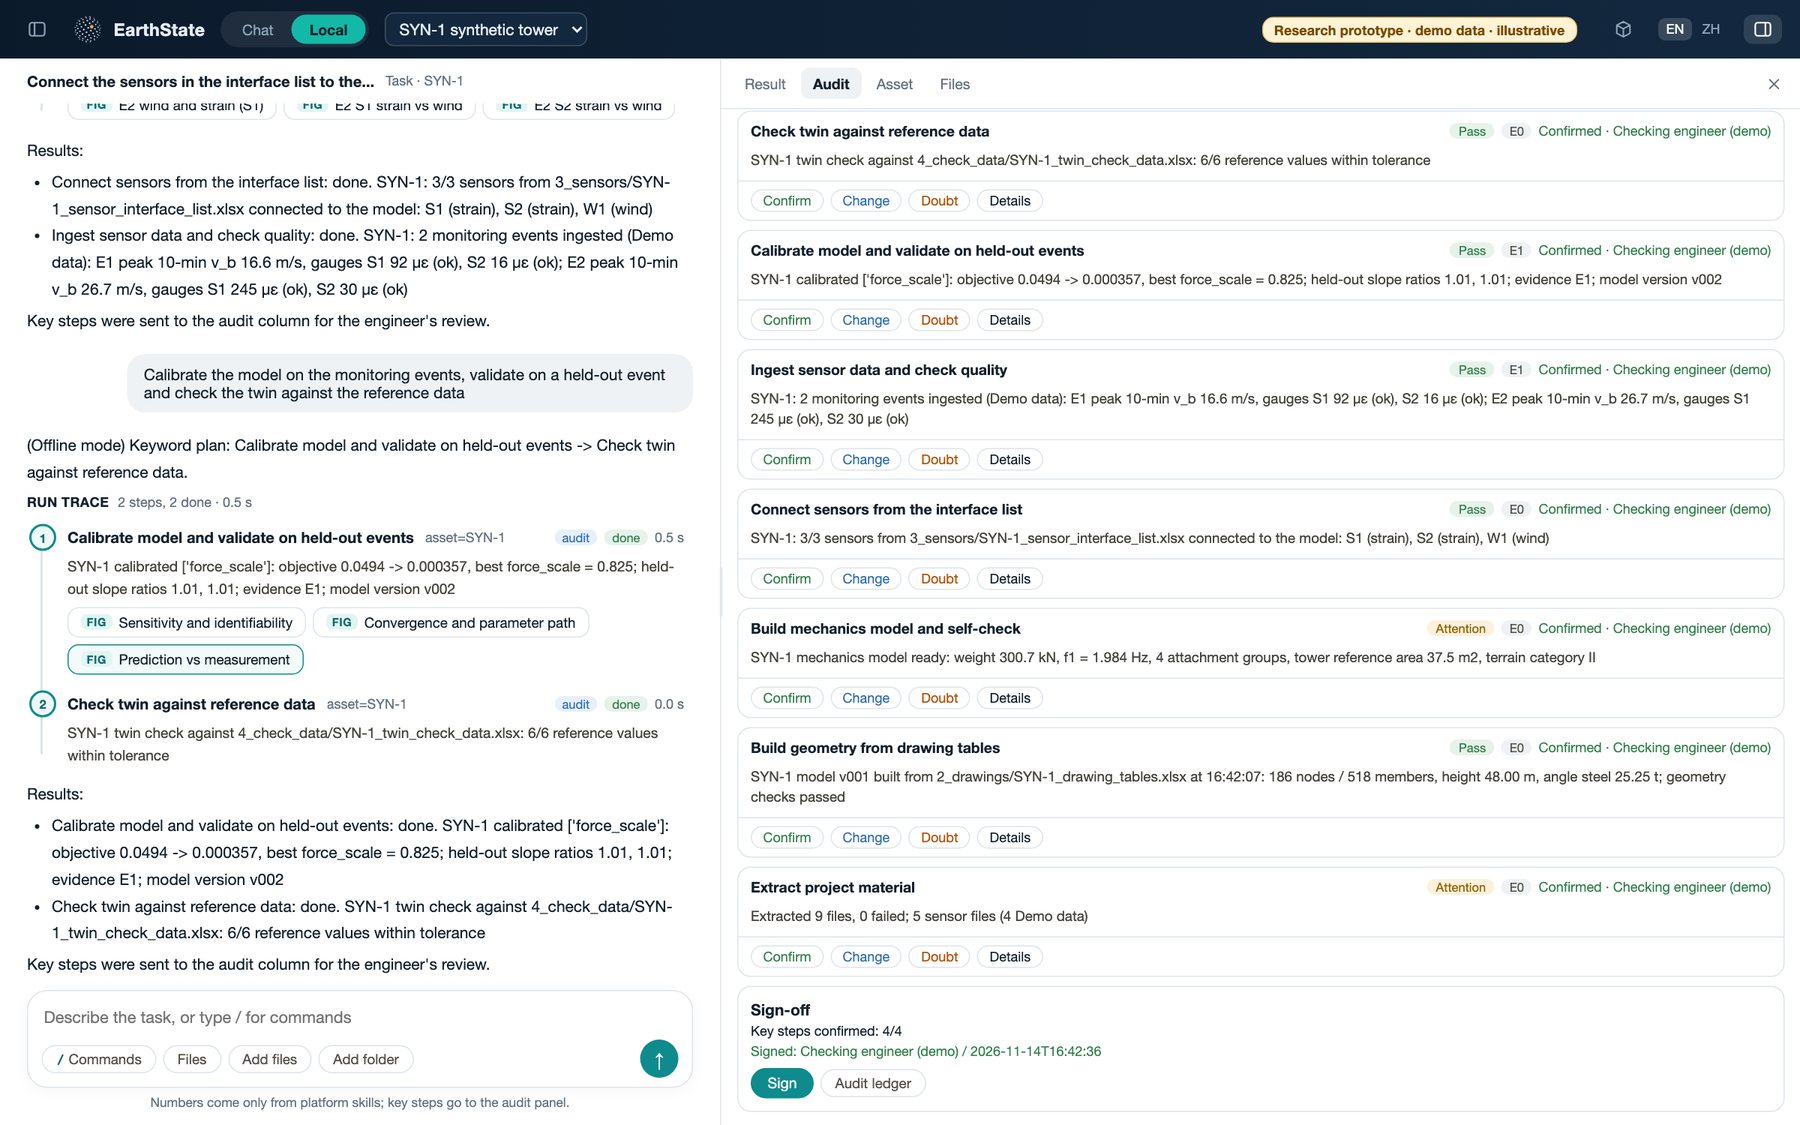 EarthState
Chat
Local
SYN-1 synthetic tower
Research prototype · demo data · illustrative
EN
ZH
Connect the sensors in the interface list to the...
Task · SYN-1
FIG E2 wind and strain (S1)
FIG E2 S1 strain vs wind
FIG E2 S2 strain vs wind
Results:
• Connect sensors from the interface list: done. SYN-1: 3/3 sensors from 3_sensors/SYN-
1_sensor_interface_list.xlsx connected to the model: S1 (strain), S2 (strain), W1 (wind)
• Ingest sensor data and check quality: done. SYN-1: 2 monitoring events ingested (Demo
data): E1 peak 10-min v_b 16.6 m/s, gauges S1 92 µε (ok), S2 16 µε (ok); E2 peak 10-min
v_b 26.7 m/s, gauges S1 245 µε (ok), S2 30 µε (ok)
Key steps were sent to the audit column for the engineer's review.
Calibrate the model on the monitoring events, validate on a held-out event
and check the twin against the reference data
(Offline mode) Keyword plan: Calibrate model and validate on held-out events -> Check twin
against reference data.
RUN TRACE 2 steps, 2 done · 0.5 s
1 Calibrate model and validate on held-out events asset=SYN-1 audit done 0.5 s
SYN-1 calibrated ['force_scale']: objective 0.0494 -> 0.000357, best force_scale = 0.825; held-
out slope ratios 1.01, 1.01; evidence E1; model version v002
FIG Sensitivity and identifiability
FIG Convergence and parameter path
FIG Prediction vs measurement
2 Check twin against reference data asset=SYN-1 audit done 0.0 s
SYN-1 twin check against 4_check_data/SYN-1_twin_check_data.xlsx: 6/6 reference values
within tolerance
Results:
• Calibrate model and validate on held-out events: done. SYN-1 calibrated ['force_scale']:
objective 0.0494 -> 0.000357, best force_scale = 0.825; held-out slope ratios 1.01, 1.01;
evidence E1; model version v002
• Check twin against reference data: done. SYN-1 twin check against 4_check_data/SYN-
1_twin_check_data.xlsx: 6/6 reference values within tolerance
Key steps were sent to the audit column for the engineer's review.
Describe the task, or type / for commands
/ Commands
Files
Add files
Add folder
Numbers come only from platform skills; key steps go to the audit panel.
Result
Audit
Asset
Files
Check twin against reference data Pass E0 Confirmed · Checking engineer (demo)
SYN-1 twin check against 4_check_data/SYN-1_twin_check_data.xlsx: 6/6 reference values within tolerance
Confirm Change Doubt Details
Calibrate model and validate on held-out events Pass E1 Confirmed · Checking engineer (demo)
SYN-1 calibrated ['force_scale']: objective 0.0494 -> 0.000357, best force_scale = 0.825; held-out slope ratios 1.01, 1.01; evidence E1; model version v002
Confirm Change Doubt Details
Ingest sensor data and check quality Pass E1 Confirmed · Checking engineer (demo)
SYN-1: 2 monitoring events ingested (Demo data): E1 peak 10-min v_b 16.6 m/s, gauges S1 92 µε (ok), S2 16 µε (ok); E2 peak 10-min v_b 26.7 m/s, gauges S1
245 µε (ok), S2 30 µε (ok)
Confirm Change Doubt Details
Connect sensors from the interface list Pass E0 Confirmed · Checking engineer (demo)
SYN-1: 3/3 sensors from 3_sensors/SYN-1_sensor_interface_list.xlsx connected to the model: S1 (strain), S2 (strain), W1 (wind)
Confirm Change Doubt Details
Build mechanics model and self-check Attention E0 Confirmed · Checking engineer (demo)
SYN-1 mechanics model ready: weight 300.7 kN, f1 = 1.984 Hz, 4 attachment groups, tower reference area 37.5 m2, terrain category II
Confirm Change Doubt Details
Build geometry from drawing tables Pass E0 Confirmed · Checking engineer (demo)
SYN-1 model v001 built from 2_drawings/SYN-1_drawing_tables.xlsx at 16:42:07: 186 nodes / 518 members, height 48.00 m, angle steel 25.25 t; geometry
checks passed
Confirm Change Doubt Details
Extract project material Attention E0 Confirmed · Checking engineer (demo)
Extracted 9 files, 0 failed; 5 sensor files (4 Demo data)
Confirm Change Doubt Details
Sign-off
Key steps confirmed: 4/4
Signed: Checking engineer (demo) / 2026-11-14T16:42:36
Sign
Audit ledger